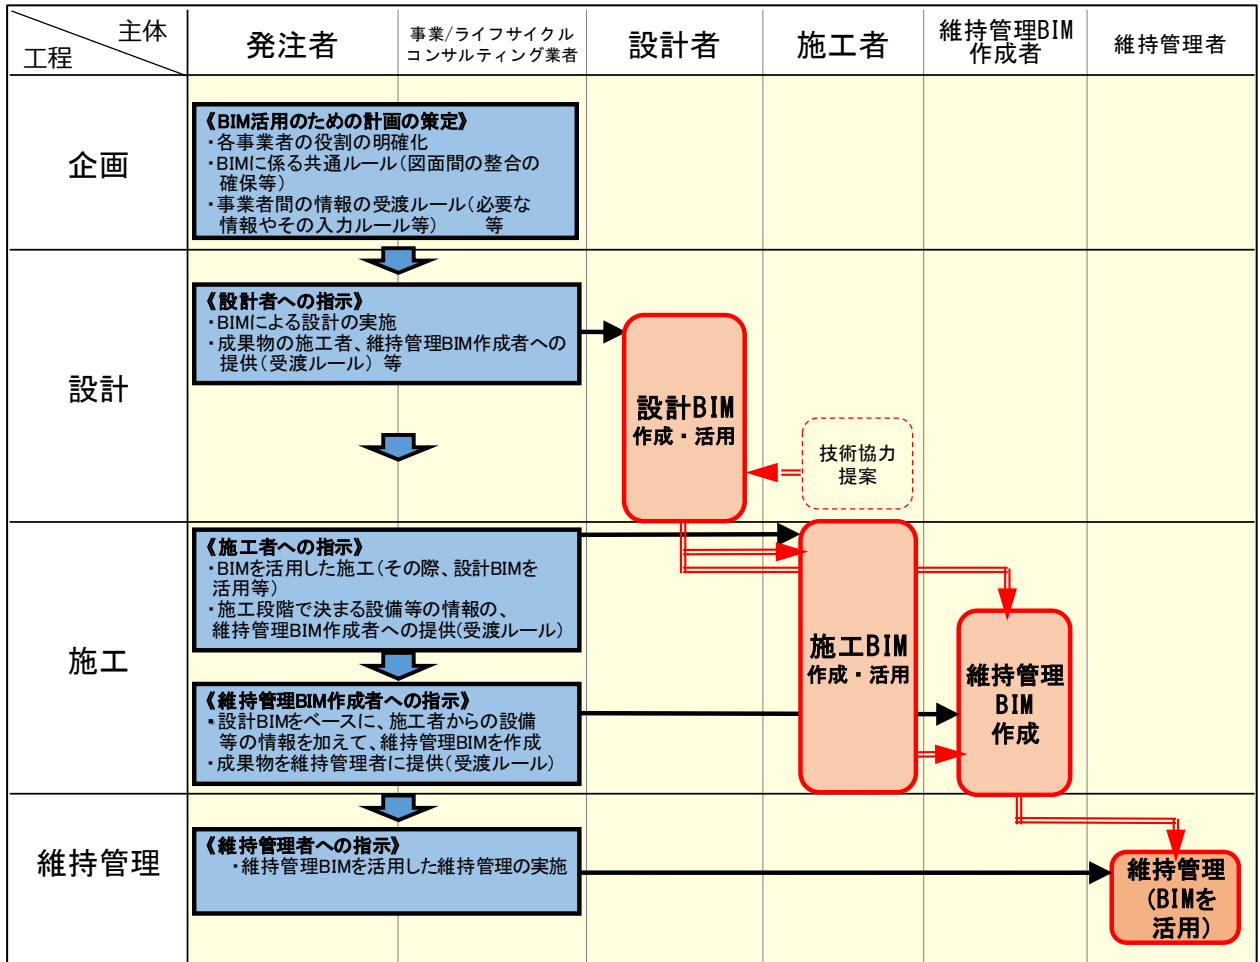 主体
工程
発注者
事業/ライフサイクル
コンサルティング業者
設計者
施工者
維持管理BIM
作成者
維持管理者
企画
《BIM活用のための計画の策定》
・各事業者の役割の明確化
・BIMに係る共通ルール（図面間の整合の
確保等）
・事業者間の情報の受渡ルール（必要な
情報やその入力ルール等）　　等
設計
《設計者への指示》
・BIMによる設計の実施
・成果物の施工者、維持管理BIM作成者への
提供（受渡ルール）等
設計BIM
作成・活用
技術協力
提案
施工
《施工者への指示》
・BIMを活用した施工（その際、設計BIMを
活用等）
・施工段階で決まる設備等の情報の、
維持管理BIM作成者への提供（受渡ルール）
施工BIM
作成・活用
《維持管理BIM作成者への指示》
・設計BIMをベースに、施工者からの設備
等の情報を加えて、維持管理BIMを作成
・成果物を維持管理者に提供（受渡ルール）
維持管理
BIM
作成
維持管理
《維持管理者への指示》
・維持管理BIMを活用した維持管理の実施
維持管理
（BIMを
活用）